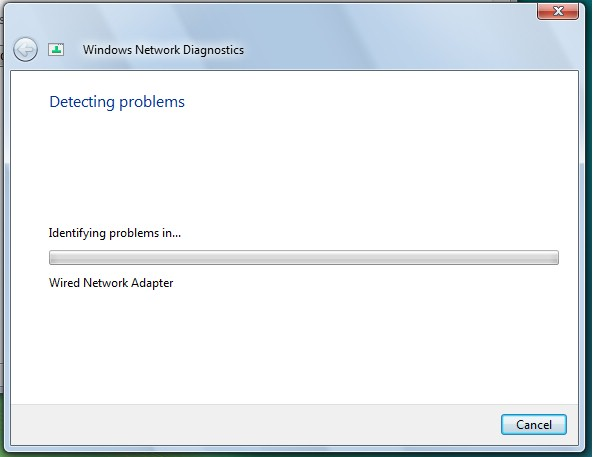 Windows Network Diagnostics
Detecting problems
Identifying problems in...
Wired Network Adapter
Cancel